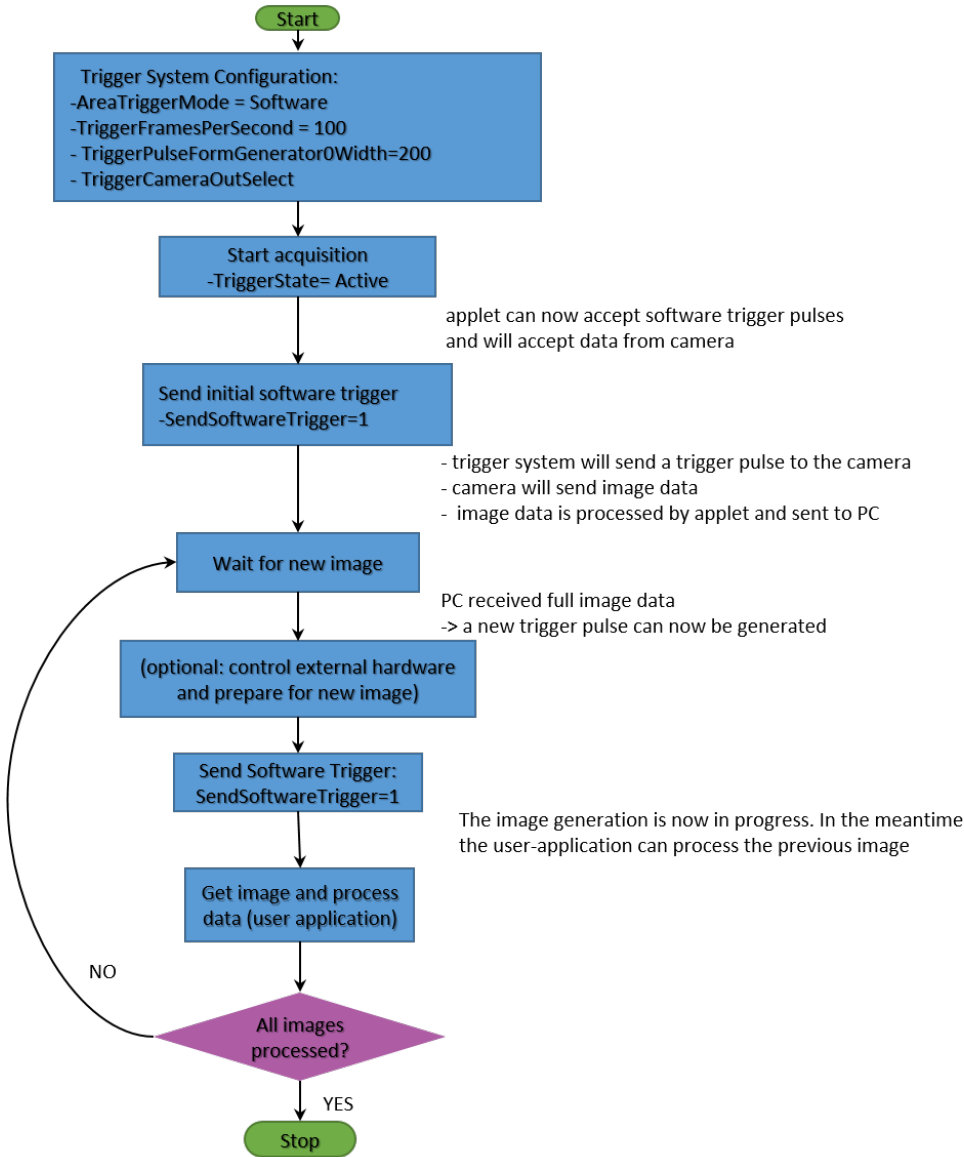 Start
Trigger System Configuration:
-AreaTriggerMode = Software
-TriggerFramesPerSecond = 100
- TriggerPulseFormGenerator0Width=200
- TriggerCameraOutSelect
Start acquisition
-TriggerState= Active
applet can now accept software trigger pulses
and will accept data from camera
Send initial software trigger
-SendSoftwareTrigger=1
- trigger system will send a trigger pulse to the camera
- camera will send image data
- image data is processed by applet and sent to PC
Wait for new image
PC received full image data
-> a new trigger pulse can now be generated
(optional: control external hardware
and prepare for new image)
Send Software Trigger:
SendSoftwareTrigger=1
The image generation is now in progress. In the meantime
the user-application can process the previous image
Get image and process
data (user application)
NO
All images
processed?
YES
Stop